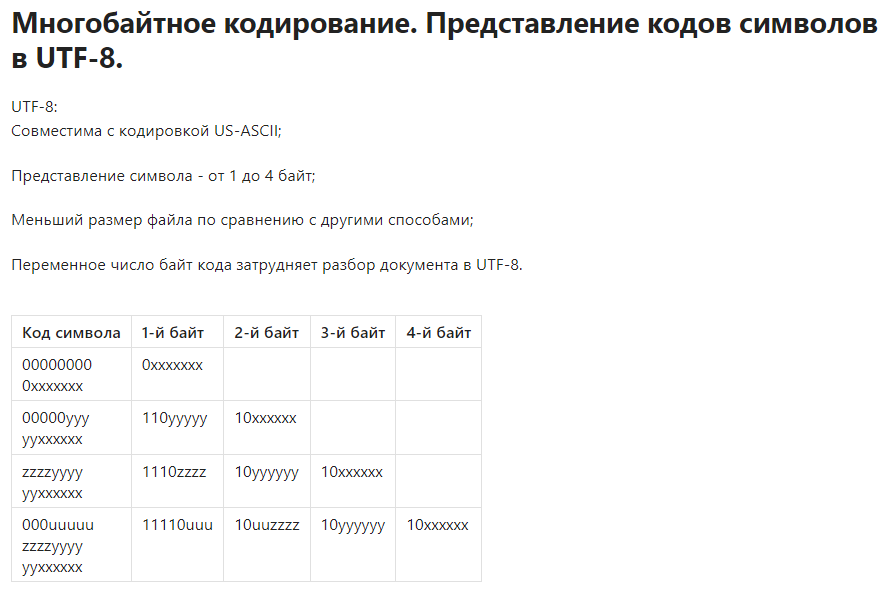 Многобайтное кодирование. Представление кодов символов
в UTF-8.
UTF-8:
Совместима с кодировкой US-ASCII;
Представление символа - от 1 до 4 байт;
Меньший размер файла по сравнению с другими способами;
Переменное число байт кода затрудняет разбор документа в UTF-8.
Код символа 1-й байт 2-й байт 3-й байт 4-й байт
00000000 0xxxxxxx
0xxxxxxx
00000yyy 110yyyyy 10xxxxxx
yyxxxxxx
zzzzyyyy 1110zzzz 10yyyyyy 10xxxxxx
yyxxxxxx
000uuuuu 11110uuu 10uuzzzz 10yyyyyy 10xxxxxx
zzzzyyyy
yyxxxxxx